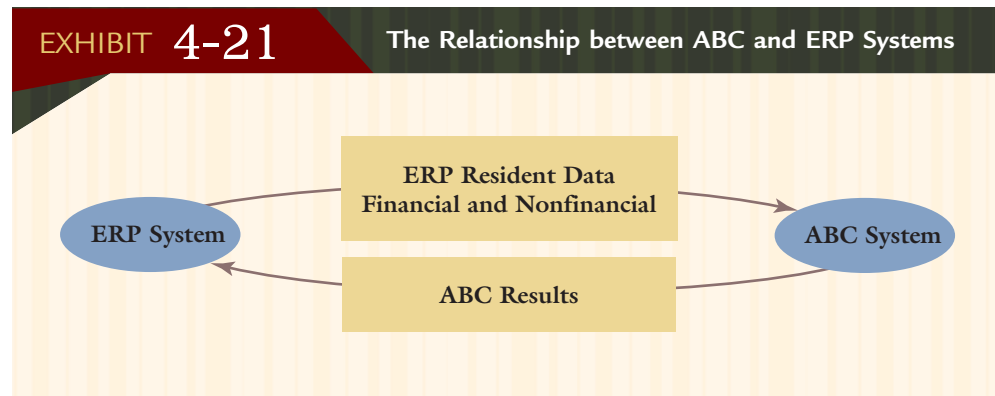 EXHIBIT 4-21
The Relationship between ABC and ERP Systems
ERP Resident Data
Financial and Nonfinancial
ERP System
ABC System
ABC Results